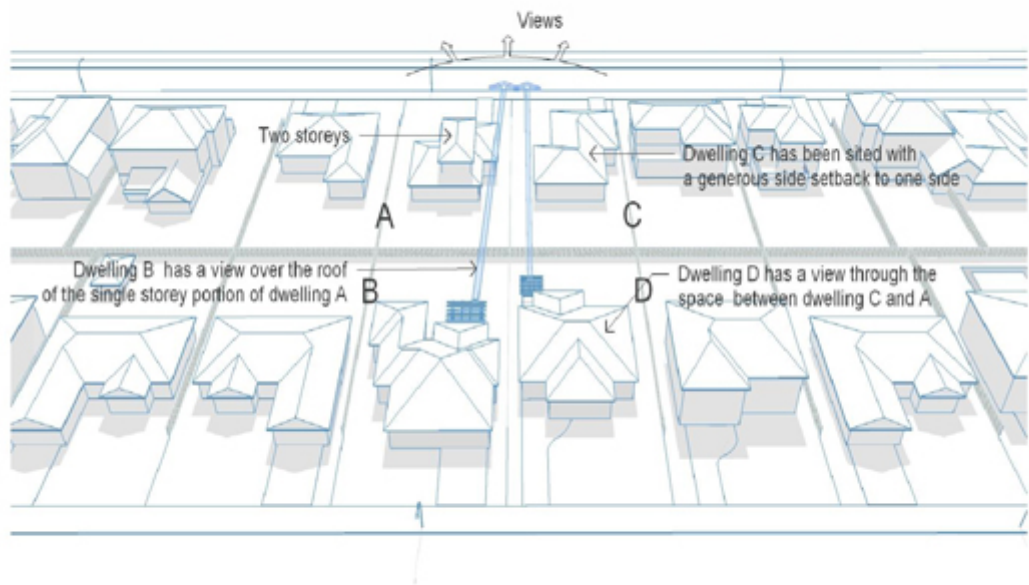 Views
Two storeys
Dwelling C has been sited with
a generous side setback to one side
A
C
Dwelling B has a view over the roof
of the single storey portion of dwelling A
B
D
Dwelling D has a view through the
space between dwelling C and A